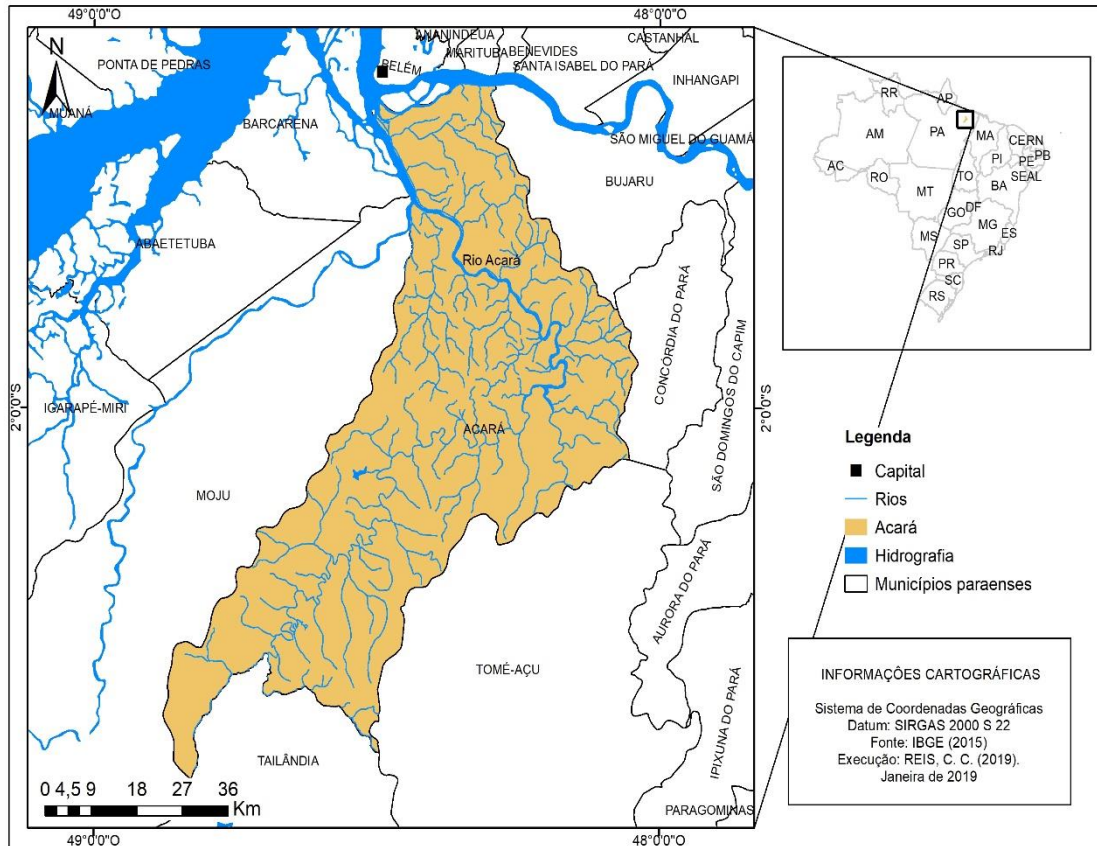 49°0'0"O
48°0'0"O
N
PONTA DE PEDRAS
MUANÁ
BELÉM
ANANINDEUA
MARITUBA
BENEVIDES
SANTA ISABEL DO PARÁ
CASTANHAL
INHANGAPI
BARCARENA
SÃO MIGUEL DO GUAMÁ
BUJARU
ABAETETUBA
Rio Acará
CONCÓRDIA DO PARÁ
SÃO DOMINGOS DO CAPIM
2°0'0"S
2°0'0"S
IGARAPÉ-MIRI
ACARÁ
MOJU
AURORA DO PARÁ
TOMÉ-AÇU
IPIXUNA DO PARÁ
TAILÂNDIA
PARAGOMINAS
0 4,5 9 18 27 36
Km
49°0'0"O
48°0'0"O
RR
AP
AM
PA
MA
CE
RN
PB
PI
PE
AC
TO
SE
AL
RO
BA
MT
DF
GO
MG
ES
MS
SP
RJ
PR
SC
RS
Legenda
Capital
Rios
Acará
Hidrografia
Municípios paraenses
INFORMAÇÕES CARTOGRÁFICAS
Sistema de Coordenadas Geográficas
Datum: SIRGAS 2000 S 22
Fonte: IBGE (2015)
Execução: REIS, C. C. (2019).
Janeira de 2019